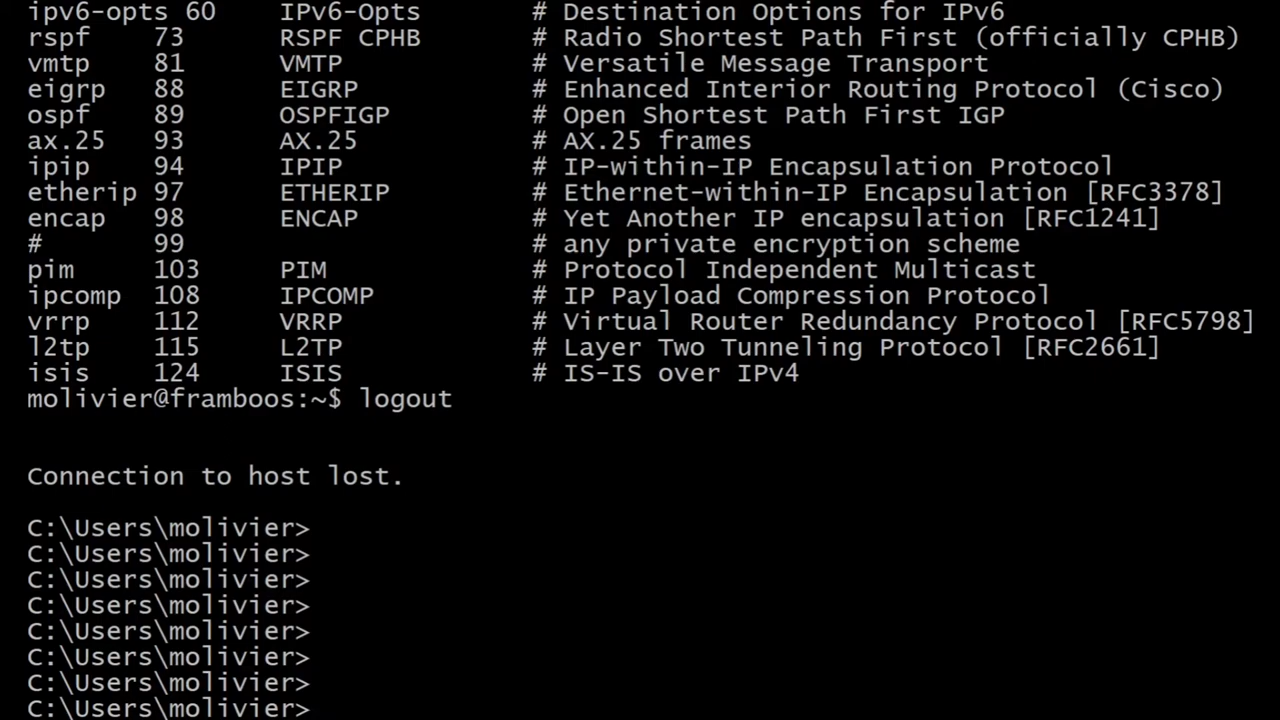 ipv6-opts 60 IPv6-Opts # Destination Options for IPv6
rspf 73 RSPF CPHB # Radio Shortest Path First (officially CPHB)
vmtp 81 VMTP # Versatile Message Transport
eigrp 88 EIGRP # Enhanced Interior Routing Protocol (Cisco)
ospf 89 OSPFIGP # Open Shortest Path First IGP
ax.25 93 AX.25 # AX.25 frames
ipip 94 IPIP # IP-within-IP Encapsulation Protocol
etherip 97 ETHERIP # Ethernet-within-IP Encapsulation [RFC3378]
encap 98 ENCAP # Yet Another IP encapsulation [RFC1241]
# 99 # any private encryption scheme
pim 103 PIM # Protocol Independent Multicast
ipcomp 108 IPCOMP # IP Payload Compression Protocol
vrrp 112 VRRP # Virtual Router Redundancy Protocol [RFC5798]
l2tp 115 L2TP # Layer Two Tunneling Protocol [RFC2661]
isis 124 ISIS # IS-IS over IPv4
molivier@framboos:~$ logout
Connection to host lost.
C:\Users\molivier>
C:\Users\molivier>
C:\Users\molivier>
C:\Users\molivier>
C:\Users\molivier>
C:\Users\molivier>
C:\Users\molivier>
C:\Users\molivier>